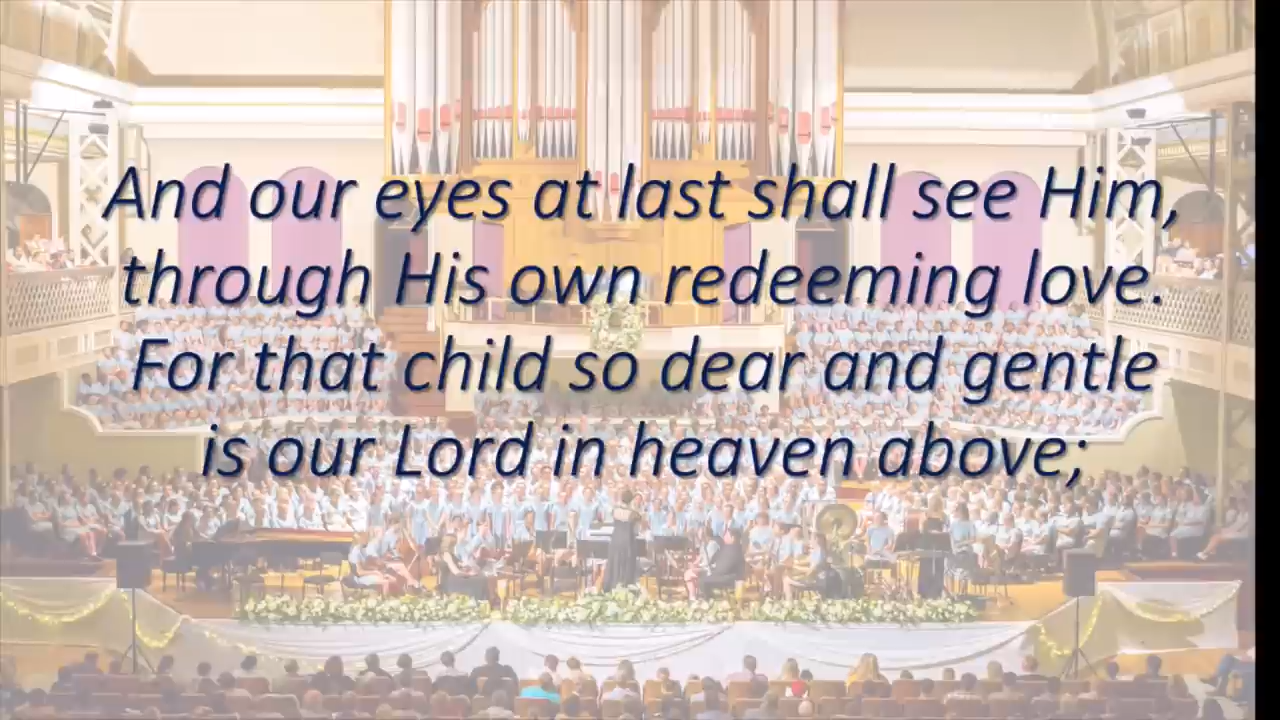 And our eyes at last shall see Him,
through His own redeeming love.
For that child so dear and gentle
is our Lord in heaven above;